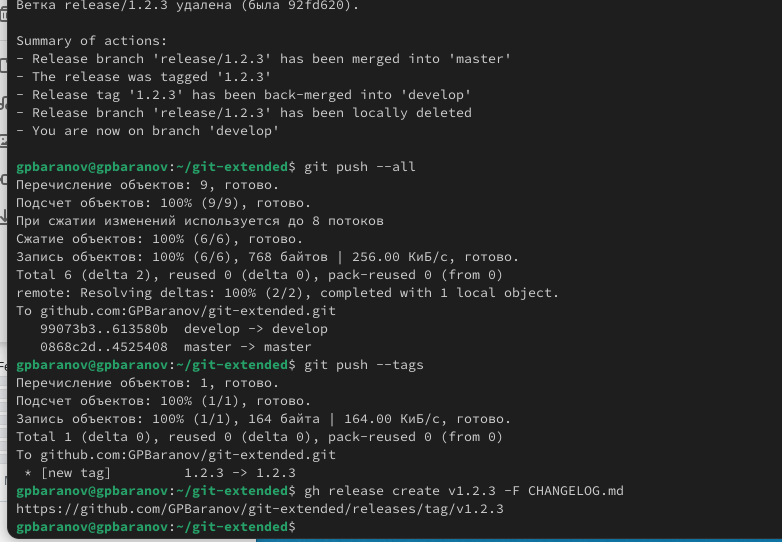 Ветка release/1.2.3 удалена (была 92fd620).
Summary of actions:
- Release branch 'release/1.2.3' has been merged into 'master'
- The release was tagged '1.2.3'
- Release tag '1.2.3' has been back-merged into 'develop'
- Release branch 'release/1.2.3' has been locally deleted
- You are now on branch 'develop'
gpbaranov@gpbaranov:~/git-extended$ git push --all
Перечисление объектов: 9, готово.
Подсчет объектов: 100% (9/9), готово.
При сжатии изменений используется до 8 потоков
Сжатие объектов: 100% (6/6), готово.
Запись объектов: 100% (6/6), 768 байтов | 256.00 КиБ/с, готово.
Total 6 (delta 2), reused 0 (delta 0), pack-reused 0 (from 0)
remote: Resolving deltas: 100% (2/2), completed with 1 local object.
To github.com:GPBaranov/git-extended.git
   99073b3..613580b  develop -> develop
   0868c2d..4525408  master -> master
gpbaranov@gpbaranov:~/git-extended$ git push --tags
Перечисление объектов: 1, готово.
Подсчет объектов: 100% (1/1), готово.
Запись объектов: 100% (1/1), 164 байта | 164.00 КиБ/с, готово.
Total 1 (delta 0), reused 0 (delta 0), pack-reused 0 (from 0)
To github.com:GPBaranov/git-extended.git
 * [new tag]         1.2.3 -> 1.2.3
gpbaranov@gpbaranov:~/git-extended$ gh release create v1.2.3 -F CHANGELOG.md
https://github.com/GPBaranov/git-extended/releases/tag/v1.2.3
gpbaranov@gpbaranov:~/git-extended$